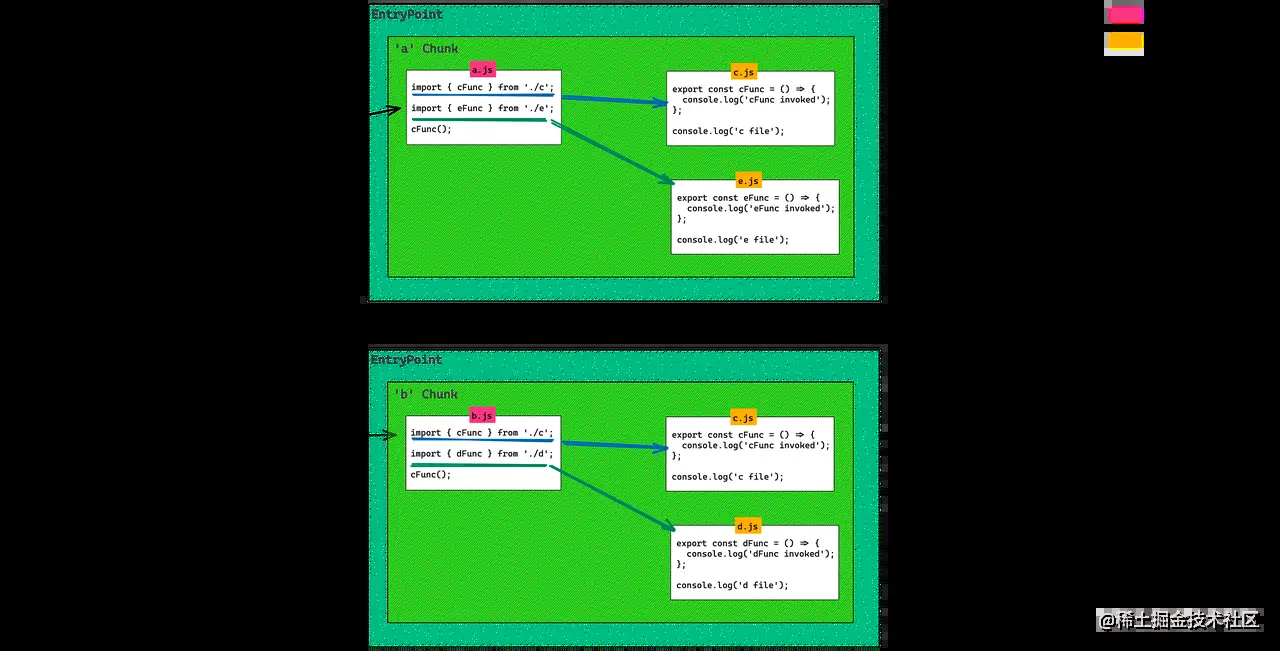 EntryPoint
'a' Chunk
a.js
import { cFunc } from './c';
import { eFunc } from './e';
cFunc();
c.js
export const cFunc = () => {
console.log('cFunc invoked');
};
console.log('c file');
e.js
export const eFunc = () => {
console.log('eFunc invoked');
};
console.log('e file');
EntryPoint
'b' Chunk
b.js
import { cFunc } from './c';
import { dFunc } from './d';
cFunc();
c.js
export const cFunc = () => {
console.log('cFunc invoked');
};
console.log('c file');
d.js
export const dFunc = () => {
console.log('dFunc invoked');
};
console.log('d file');
@稀土掘金技术社区